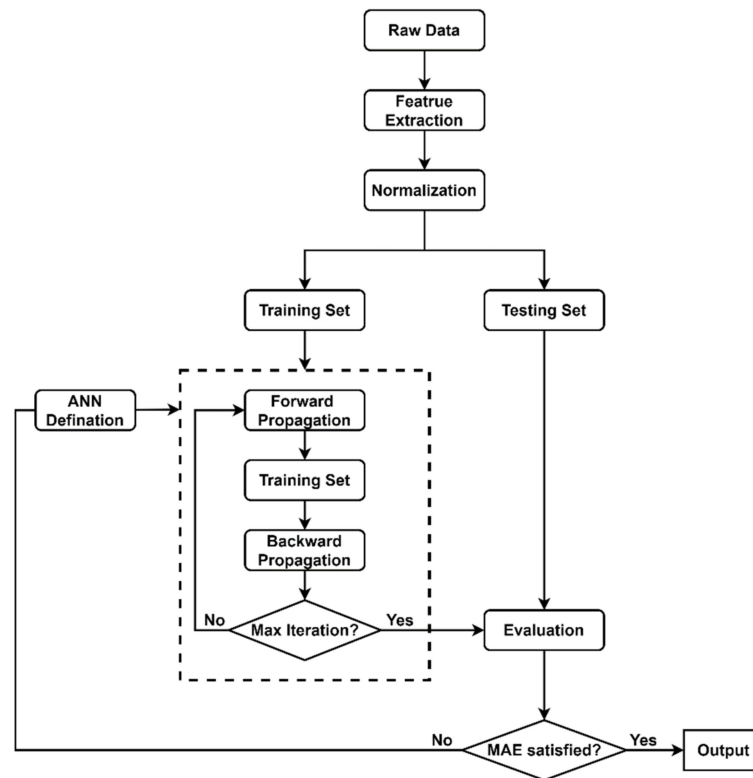 Raw Data
Featrue
Extraction
Normalization
Training Set
Testing Set
ANN
Defination
Forward
Propagation
Training Set
Backward
Propagation
No
Max Iteration?
Yes
Evaluation
No
MAE satisfied?
Yes
Output